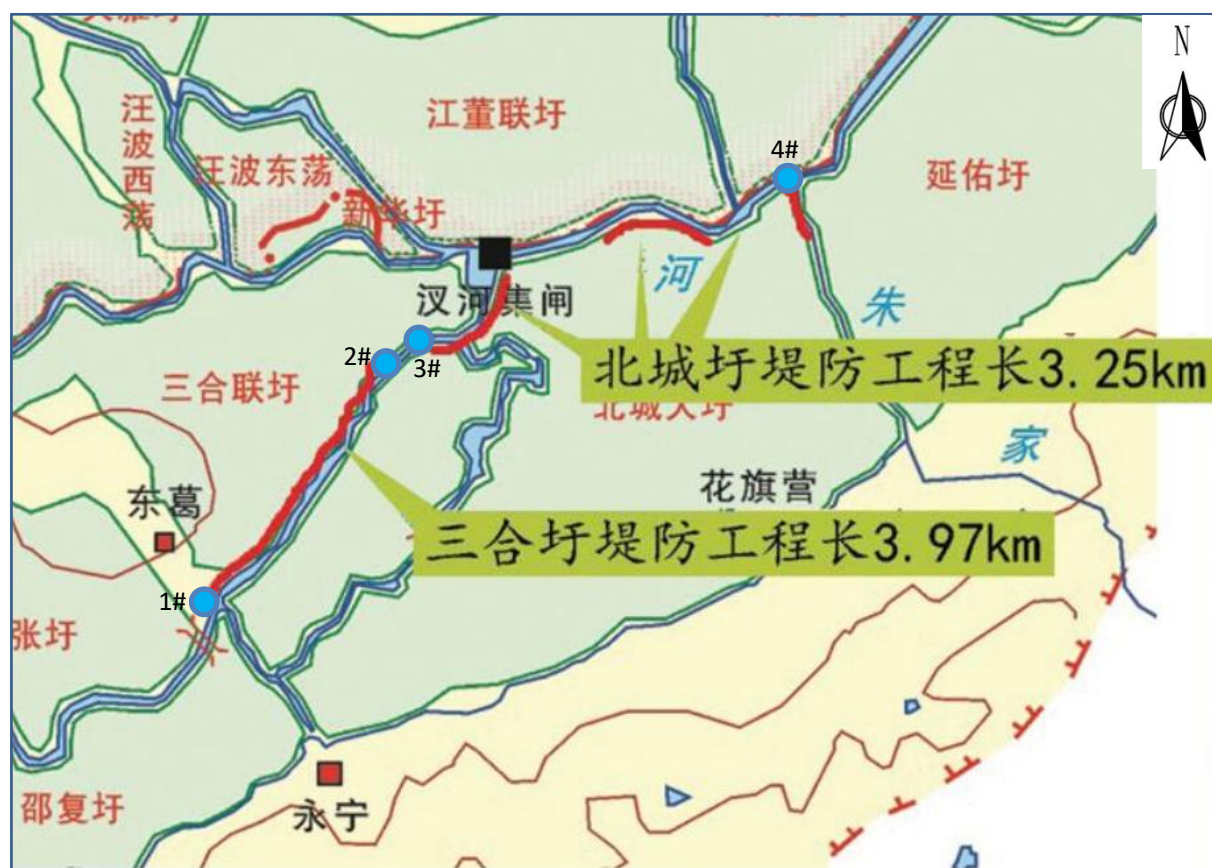 N
汪波西荡
江董联圩
4#
汪波东荡
延佑圩
新华圩
河
汊河集闸
朱
2#
3#
北城圩堤防工程长3.25km
三合联圩
北城大圩
家
东葛
花旗营
三合圩堤防工程长3.97km
1#
张圩
永宁
邵复圩